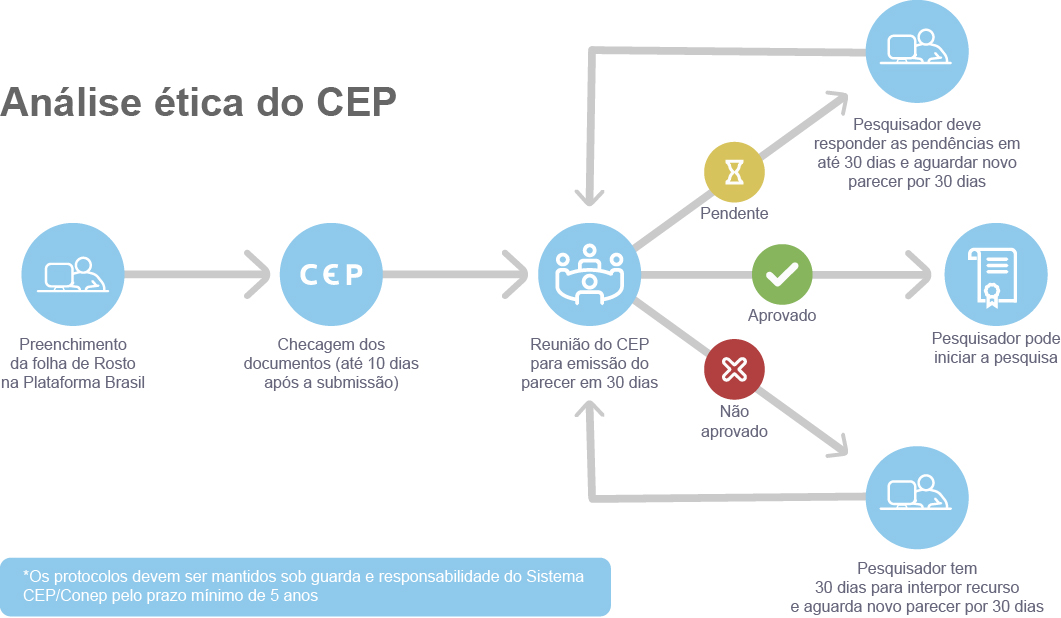 Análise ética do CEP
Pesquisador deve
responder as pendências em
até 30 dias e aguardar novo
parecer por 30 dias
Pendente
CEP
Aprovado
Preenchimento
da folha de Rosto
na Plataforma Brasil
Checagem dos
documentos (até 10 dias
após a submissão)
Reunião do CEP
para emissão do
parecer em 30 dias
Pesquisador pode
iniciar a pesquisa
Não
aprovado
Pesquisador tem
30 dias para interpor recurso
e aguarda novo parecer por 30 dias
*Os protocolos devem ser mantidos sob guarda e responsabilidade do Sistema
CEP/Conep pelo prazo mínimo de 5 anos